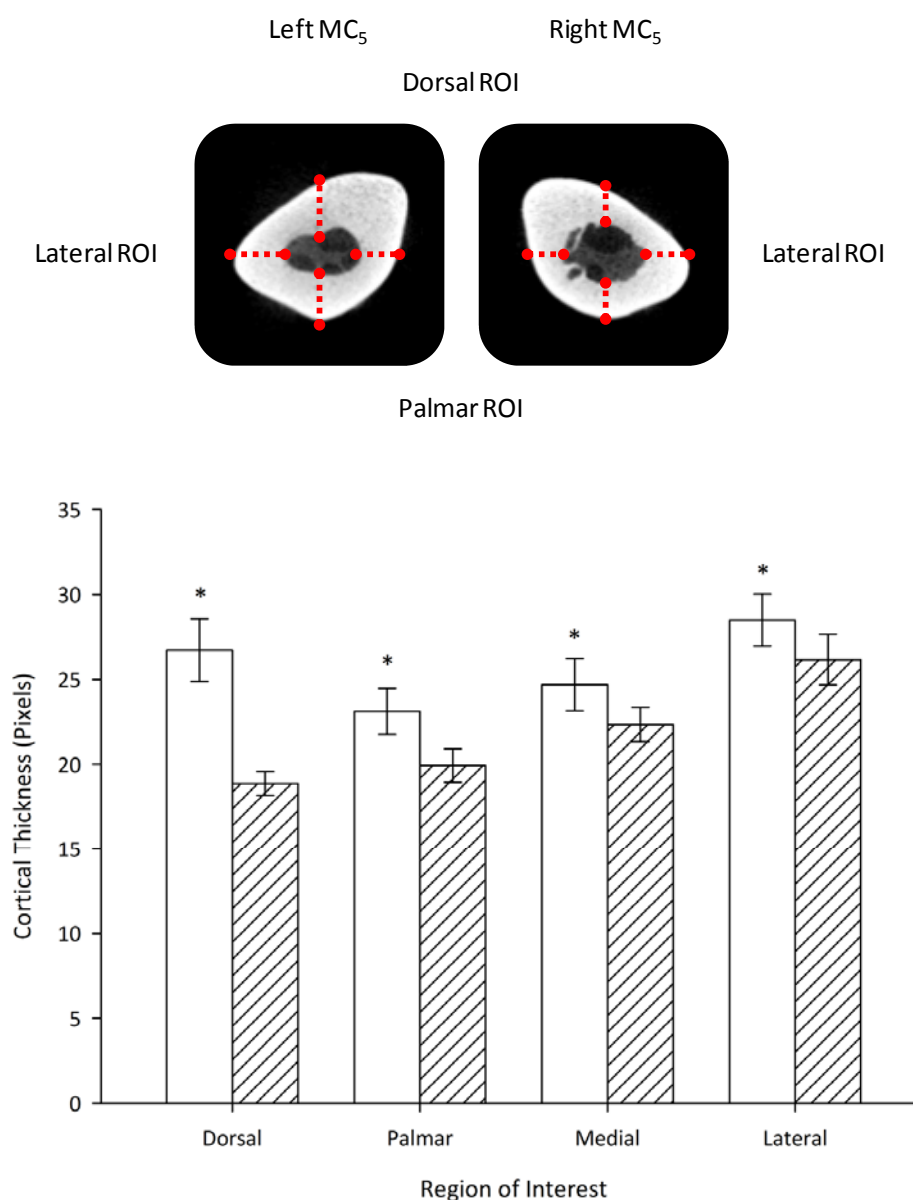 Left MC₅ Right MC₅
Dorsal ROI
Lateral ROI Lateral ROI
Palmar ROI
35
30
25
20
15
10
5
0
* * * *
Cortical Thickness (Pixels)
Dorsal Palmar Medial Lateral
Region of Interest